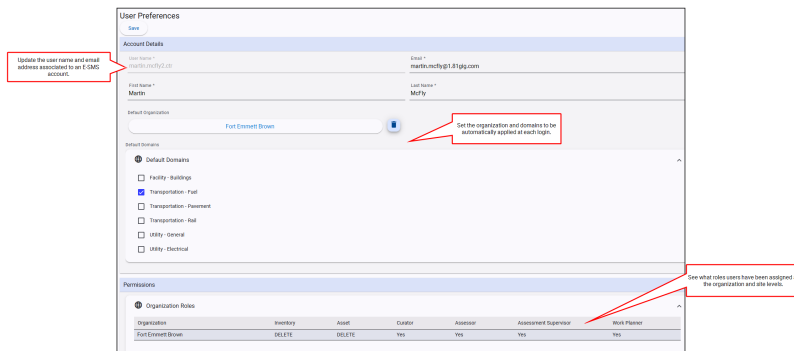 User Preferences
Save
Account Details
Update the user name and email
address associated to an E-SMS
account.
User Name *
martin.mcfly2.ctr
Email *
martin.mcfly@1.81gig.com
First Name *
Martin
Last Name *
McFly
Default Organization
Fort Emmett Brown
Set the organization and domains to be
automatically applied at each login.
Default Domains
Default Domains
Facility - Buildings
Transportation - Fuel
Transportation - Pavement
Transportation - Rail
Utility - General
Utility - Electrical
Permissions
See what roles users have been assigned
the organization and site levels.
Organization Roles
Organization Inventory Asset Curator Assessor Assessment Supervisor Work Planner
Fort Emmett Brown DELETE DELETE Yes Yes Yes Yes